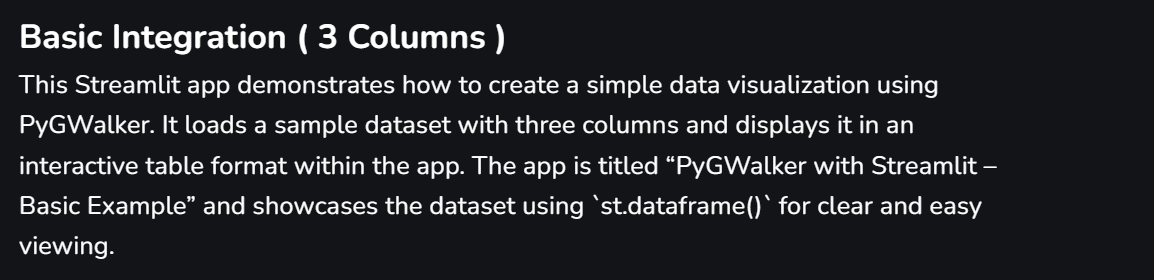 Basic Integration ( 3 Columns )
This Streamlit app demonstrates how to create a simple data visualization using
PyGWalker. It loads a sample dataset with three columns and displays it in an
interactive table format within the app. The app is titled “PyGWalker with Streamlit –
Basic Example” and showcases the dataset using `st.dataframe()` for clear and easy
viewing.